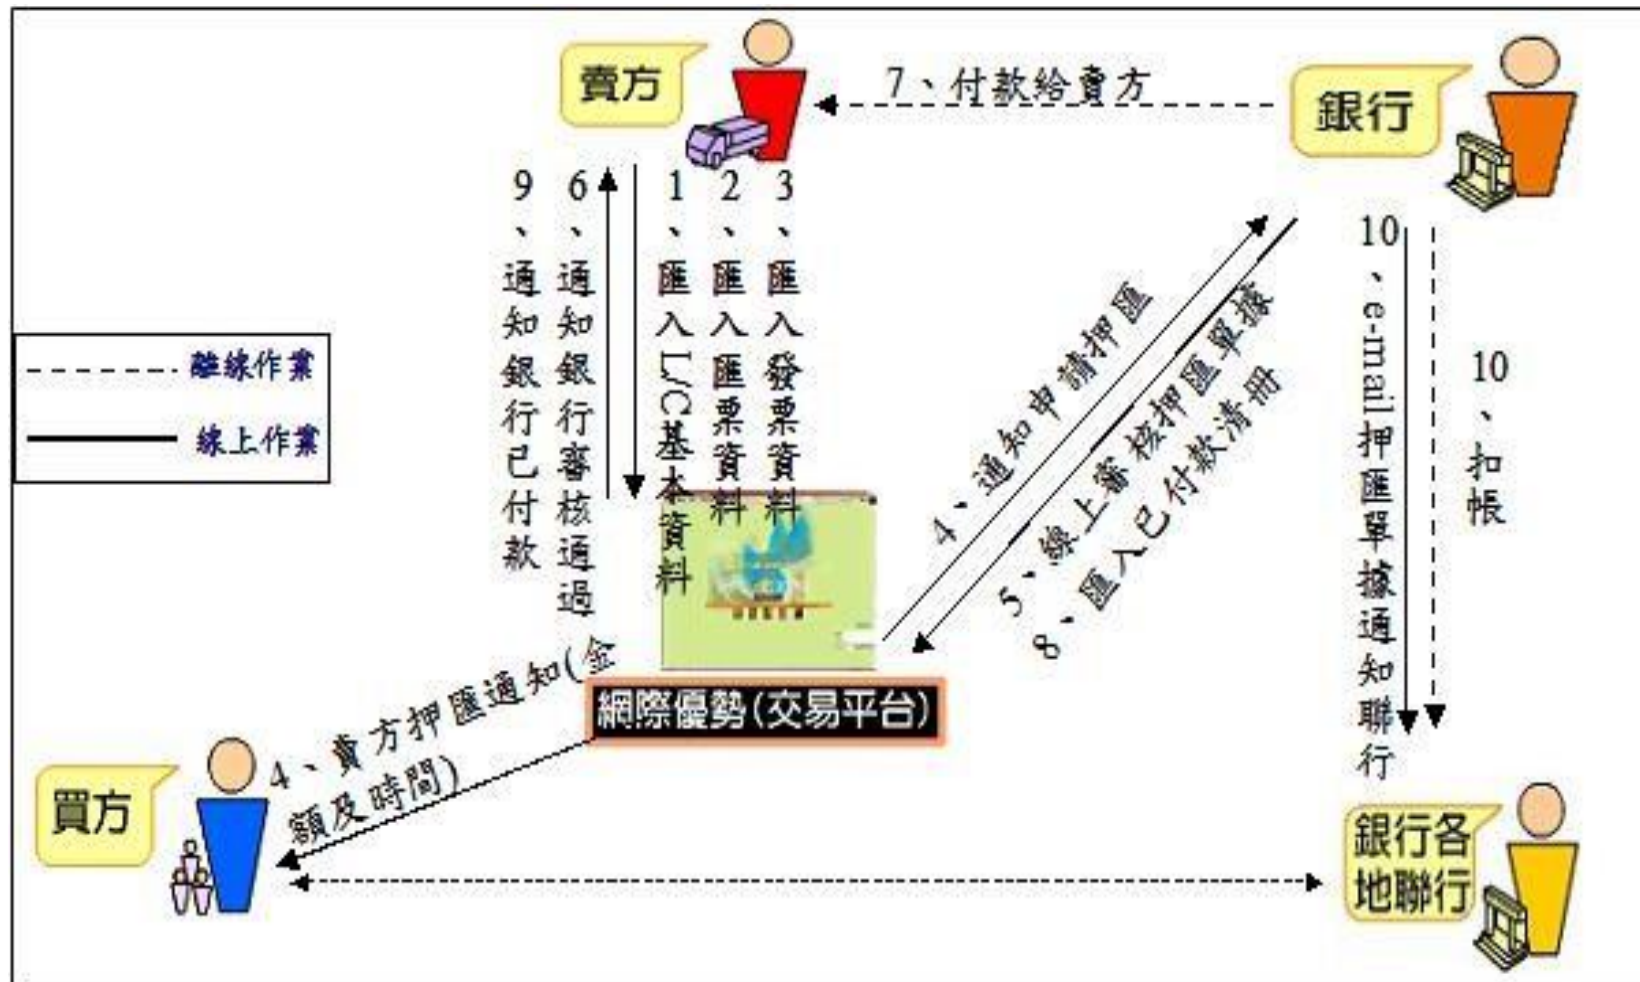 賣方
7、付款給賣方
銀行
9、通知銀行已付款
6、通知銀行審核通過
1、匯入L/C基本資料
2、匯入匯票資料
3、匯入發票資料
4、通知申請押匯
5、線上審核押匯單據
8、匯入已付款清冊
10、e-mail押匯單據通知聯行
10、扣帳
離線作業
線上作業
網際優勢(交易平台)
4、賣方押匯通知(金
額及時間)
買方
銀行各
地聯行